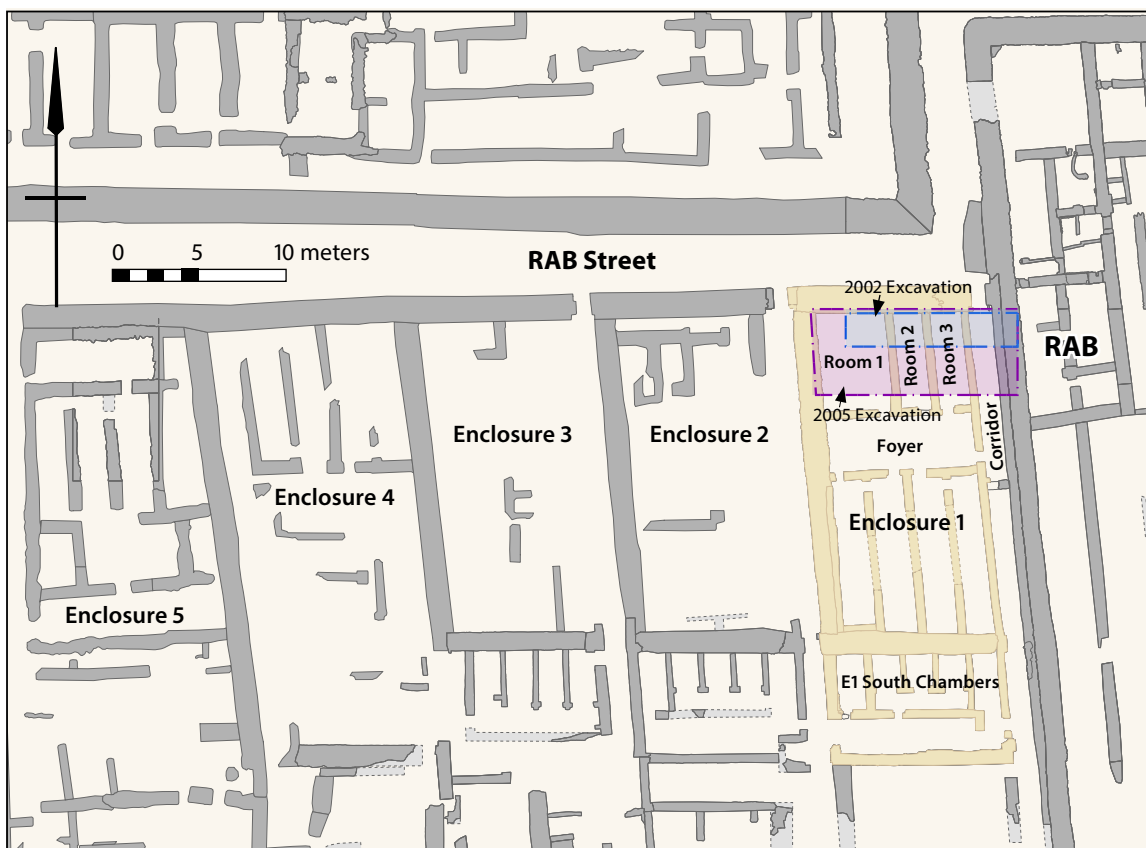 0 5 10 meters
RAB Street
2002 Excavation
Room 1
Room 2
Room 3
RAB
2005 Excavation
Foyer
Corridor
Enclosure 3
Enclosure 2
Enclosure 4
Enclosure 1
Enclosure 5
E1 South Chambers